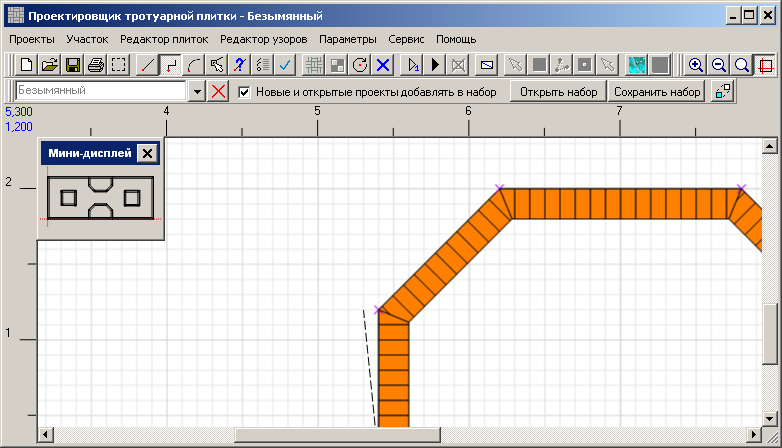 Проектировщик тротуарной плитки - Безымянный
Проекты Участок Редактор плиток Редактор узоров Параметры Сервис Помощь
Безымянный Новые и открытые проекты добавлять в набор Открыть набор Сохранить набор
5,300
1,200
4 5 6 7
Мини-дисплей
2
1